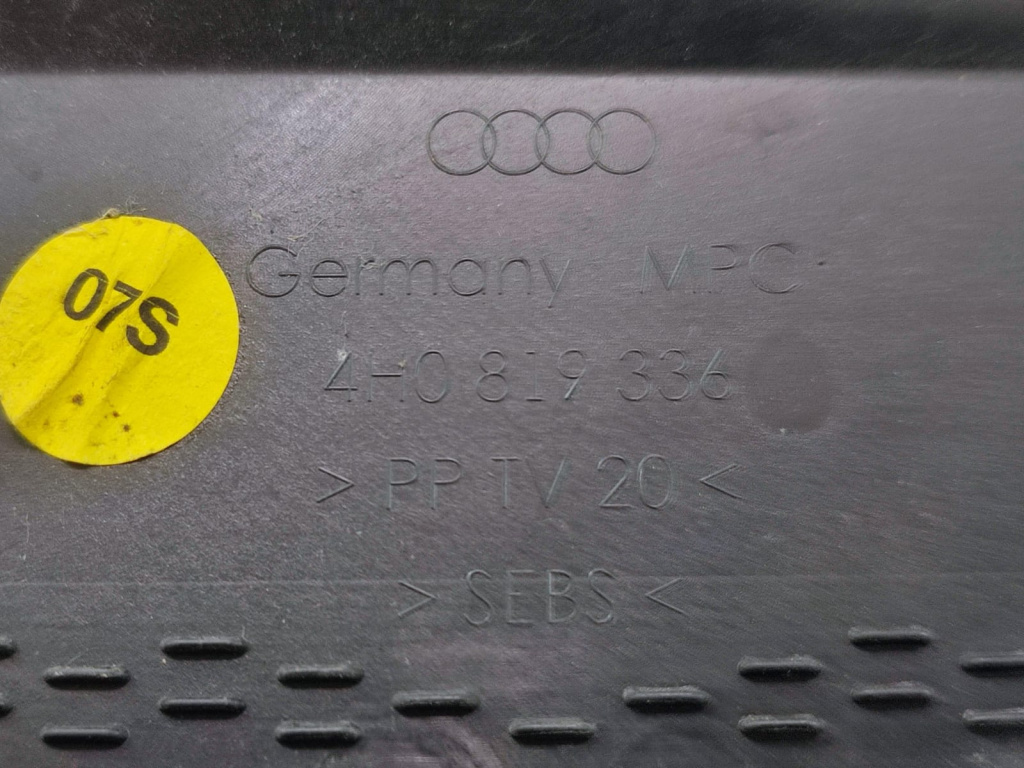 Germany MPC
07S
4H0 819 336
> PP TV 20 <
> SEBS <